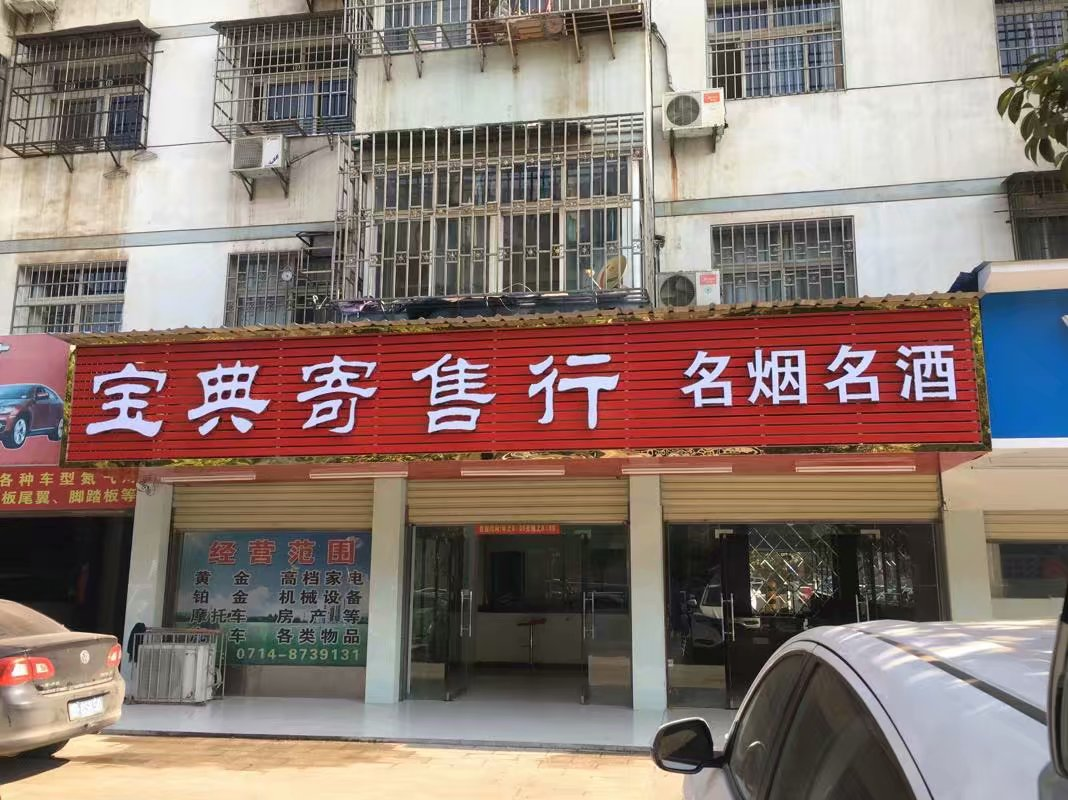 宝典寄售行 名烟名酒
各种车型氮气
板尾翼、脚踏板等
经营范围
黄金 高档家电
铂金 机械设备
摩托车 房产等
车 各类物品
0714-8739131